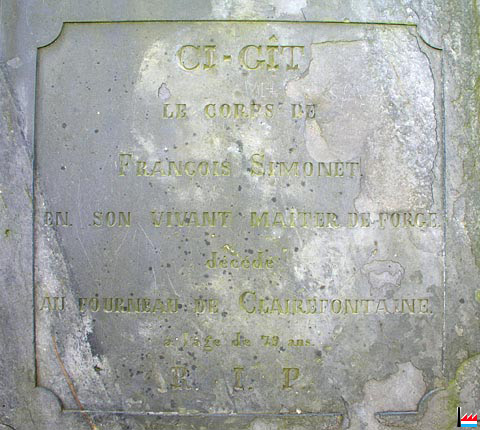 CI-GÎT
LE CORPS DE
FRANÇOIS SIMONET
EN SON VIVANT MAITER DE FORGE
décédé
AU FOURNEAU DE CLAIREFONTAINE
à l'âge de 79 ans
R. I. P.